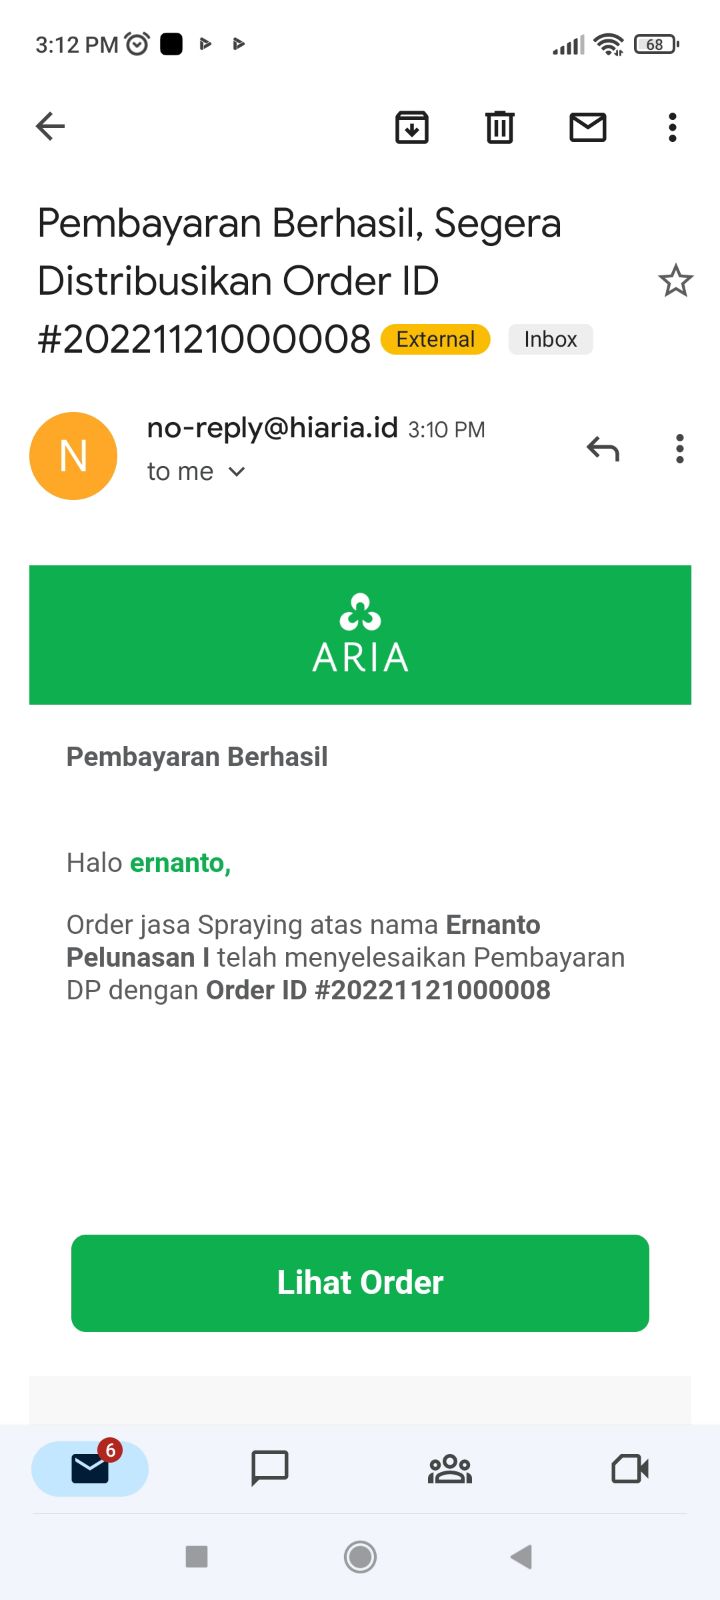 3:12 PM
68
Pembayaran Berhasil, Segera
Distribusikan Order ID
#20221121000008 External Inbox
N
no-reply@hiaria.id 3:10 PM
to me
ARIA
Pembayaran Berhasil
Halo ernanto,
Order jasa Spraying atas nama Ernanto
Pelunasan I telah menyelesaikan Pembayaran
DP dengan Order ID #20221121000008
Lihat Order
6